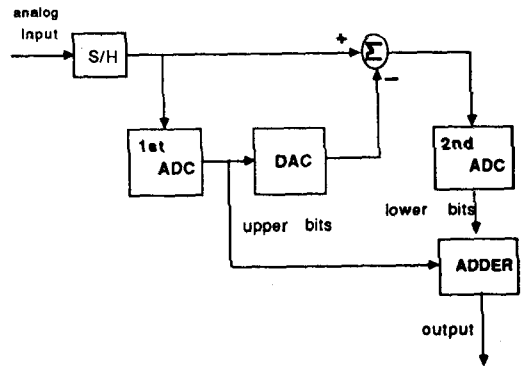 analog
Input
S/H
+
Σ
−
1st
ADC
DAC
2nd
ADC
upper bits
lower bits
ADDER
output